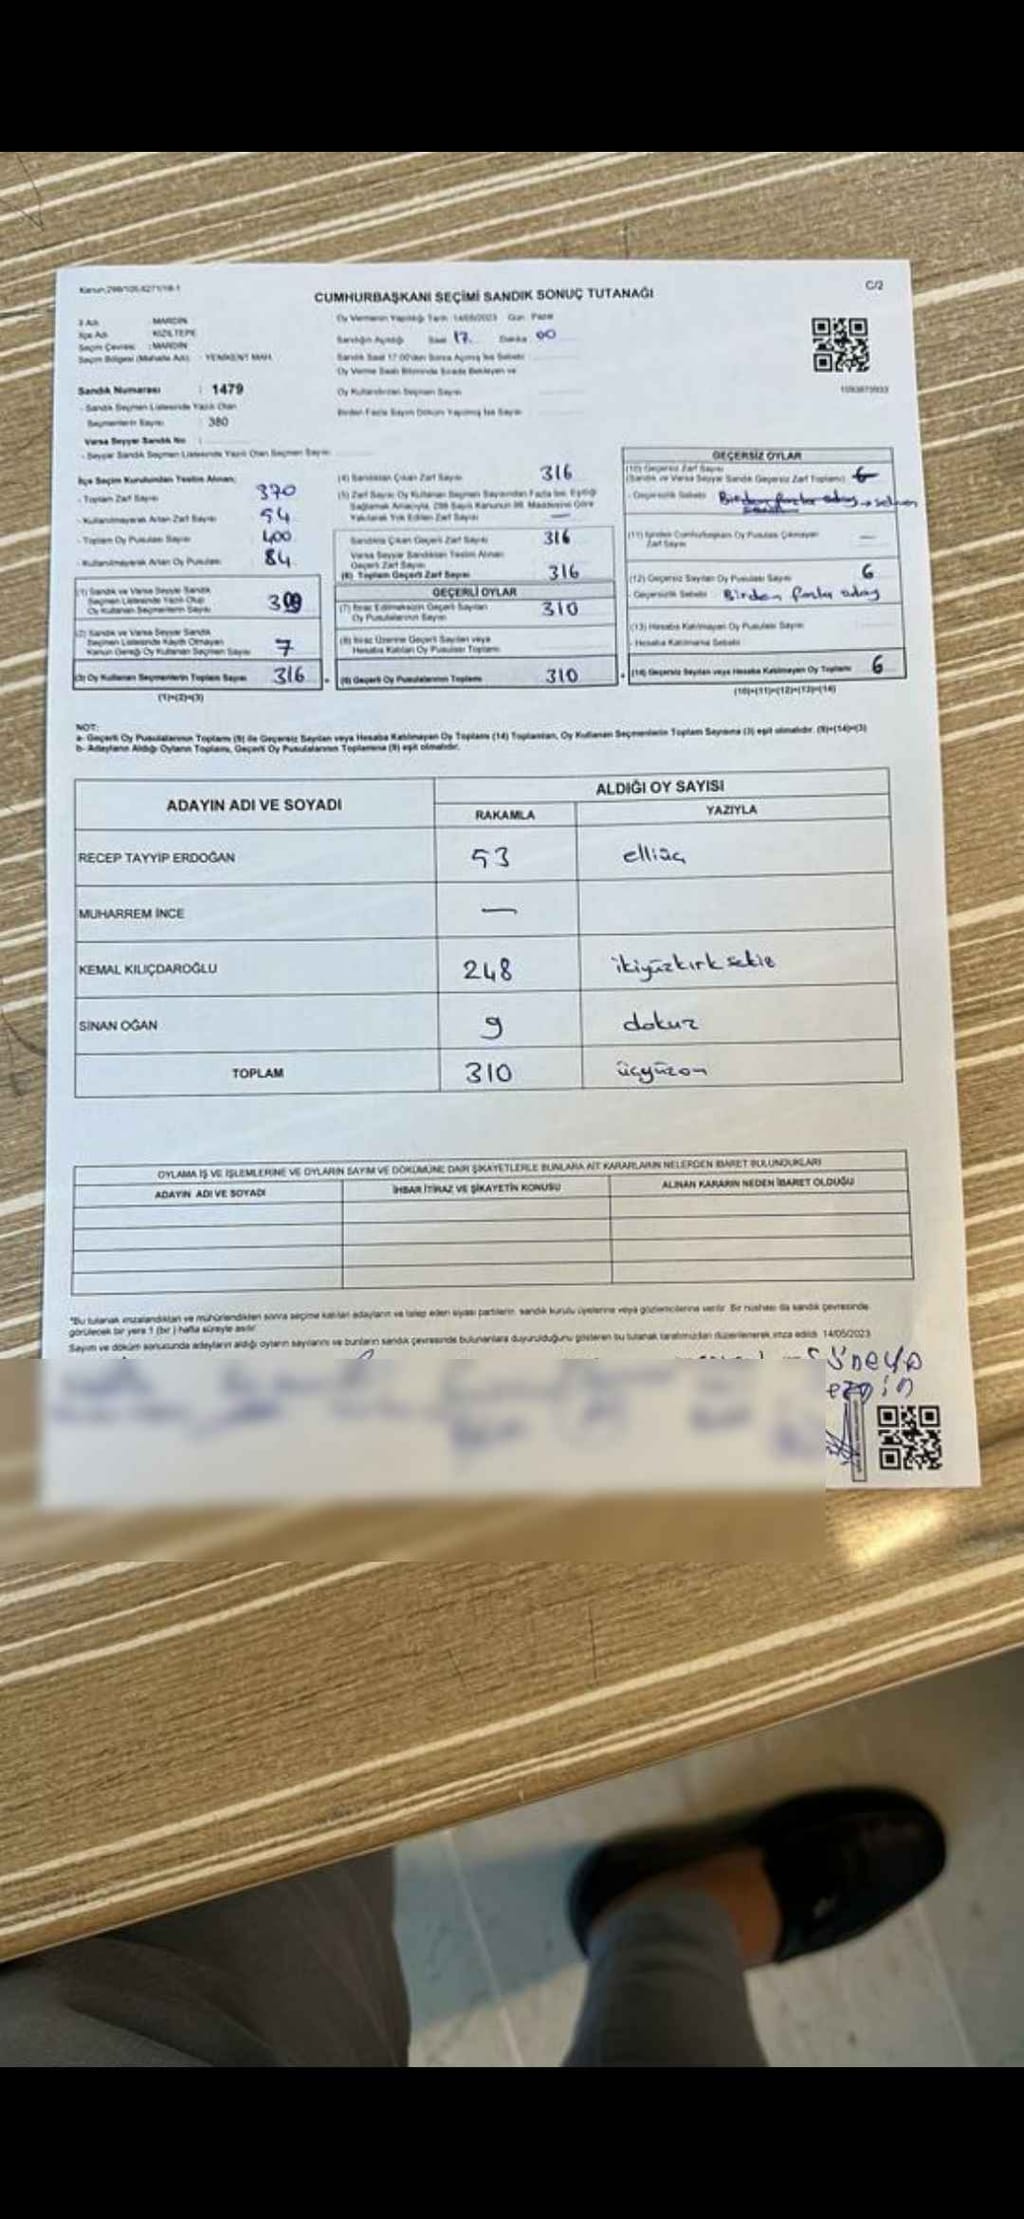 Kanun:298/105,6271/19-1
C/2
CUMHURBAŞKANI SEÇİMİ SANDIK SONUÇ TUTANAĞI
İl Adı : MARDİN
İlçe Adı : KIZILTEPE
Seçim Çevresi : MARDİN
Seçim Bölgesi (Mahalle Adı) : YENİKENT MAH.
Oy Vermenin Yapıldığı Tarih :14/05/2023 Gün: Pazar
Sandığın Açıldığı Saat 17. Dakika 00
Sandık Saat 17.00'den Sonra Açılmış İse Sebebi
Oy Verme Saati Bitiminde Sırada Bekleyen ve
Oy Kullandırılan Seçmen Sayısı
Birden Fazla Sayım Döküm Yapılmış İse Sayısı
Sandık Numarası : 1479
- Sandık Seçmen Listesinde Yazılı Olan
Seçmenlerin Sayısı : 380
Varsa Seyyar Sandık No :
- Seyyar Sandık Seçmen Listesinde Yazılı Olan Seçmen Sayısı
İlçe Seçim Kurulundan Teslim Alınan;
- Toplam Zarf Sayısı 370
- Kullanılmayarak Artan Zarf Sayısı 54
- Toplam Oy Pusulası Sayısı 400
- Kullanılmayarak Artan Oy Pusulası 84
(1) Sandık ve Varsa Seyyar Sandık
Seçmen Listesinde Yazılı Olup
Oy Kullanan Seçmenlerin Sayısı 309
(2) Sandık ve Varsa Seyyar Sandık
Seçmen Listesinde Kayıtlı Olmayan
Kanun Gereği Oy Kullanan Seçmen Sayısı 7
(3) Oy Kullanan Seçmenlerin Toplam Sayısı 316
(1)+(2)=(3)
(4) Sandıktan Çıkan Zarf Sayısı 316
(5) Zarf Sayısı Oy Kullanan Seçmen Sayısından Fazla İse, Eşitliği
Sağlamak Amacıyla, 298 Sayılı Kanunun 98. Maddesine Göre
Yakılarak Yok Edilen Zarf Sayısı —
Sandıkta Çıkan Geçerli Zarf Sayısı 316
Varsa Seyyar Sandıktan Teslim Alınan
Geçerli Zarf Sayısı
(6) Toplam Geçerli Zarf Sayısı 316
GEÇERLİ OYLAR
(7) İtiraz Edilmeksizin Geçerli Sayılan
Oy Pusulalarının Sayısı 310
(8) İtiraz Üzerine Geçerli Sayılan veya
Hesaba Katılan Oy Pusulası Toplamı
(9) Geçerli Oy Pusulalarının Toplamı 310
GEÇERSİZ OYLAR
(10) Geçersiz Zarf Sayısı
(Sandık ve Varsa Seyyar Sandık Geçersiz Zarf Toplamı) 6
- Geçersizlik Sebebi Birden fazla aday
(11) İçinden Cumhurbaşkanı Oy Pusulası Çıkmayan
Zarf Sayısı —
(12) Geçersiz Sayılan Oy Pusulası Sayısı 6
- Geçersizlik Sebebi Birden fazla aday
(13) Hesaba Katılmayan Oy Pusulası Sayısı
- Hesaba Katılmama Sebebi
(14) Geçersiz Sayılan veya Hesaba Katılmayan Oy Toplamı 6
(10)+(11)+(12)+(13)=(14)
NOT:
a- Geçerli Oy Pusulalarının Toplamı (9) ile Geçersiz Sayılan veya Hesaba Katılmayan Oy Toplamı (14) Toplamları, Oy Kullanan Seçmenlerin Toplam Sayısına (3) eşit olmalıdır. (9)+(14)=(3)
b- Adayların Aldığı Oyların Toplamı, Geçerli Oy Pusulalarının Toplamına (9) eşit olmalıdır.
ADAYIN ADI VE SOYADI
ALDIĞI OY SAYISI
RAKAMLA YAZIYLA
RECEP TAYYİP ERDOĞAN 53 elliüç
MUHARREM İNCE —
KEMAL KILIÇDAROĞLU 248 ikiyüzkırksekiz
SİNAN OĞAN 9 dokuz
TOPLAM 310 üçyüzon
OYLAMA İŞ VE İŞLEMLERİNE VE OYLARIN SAYIM VE DÖKÜMÜNE DAİR ŞİKAYETLERLE BUNLARA AİT KARARLARIN NELERDEN İBARET BULUNDUKLARI
ADAYIN ADI VE SOYADI İHBAR İTİRAZ VE ŞİKAYETİN KONUSU ALINAN KARARIN NEDEN İBARET OLDUĞU
*Bu tutanak imzalandıktan ve mühürlendikten sonra seçime katılan adayların ve talep eden siyasi partilerin, sandık kurulu üyelerine veya gözlemcilerine verilir. Bir nüshası da sandık çevresinde
görülecek bir yere 1 (bir) hafta süreyle asılır.
Sayım ve döküm sonucunda adayların aldığı oyların sayılarını ve bunların sandık çevresinde bulunanlara duyurulduğunu gösteren bu tutanak tarafımızdan düzenlenerek imza edildi. 14/05/2023